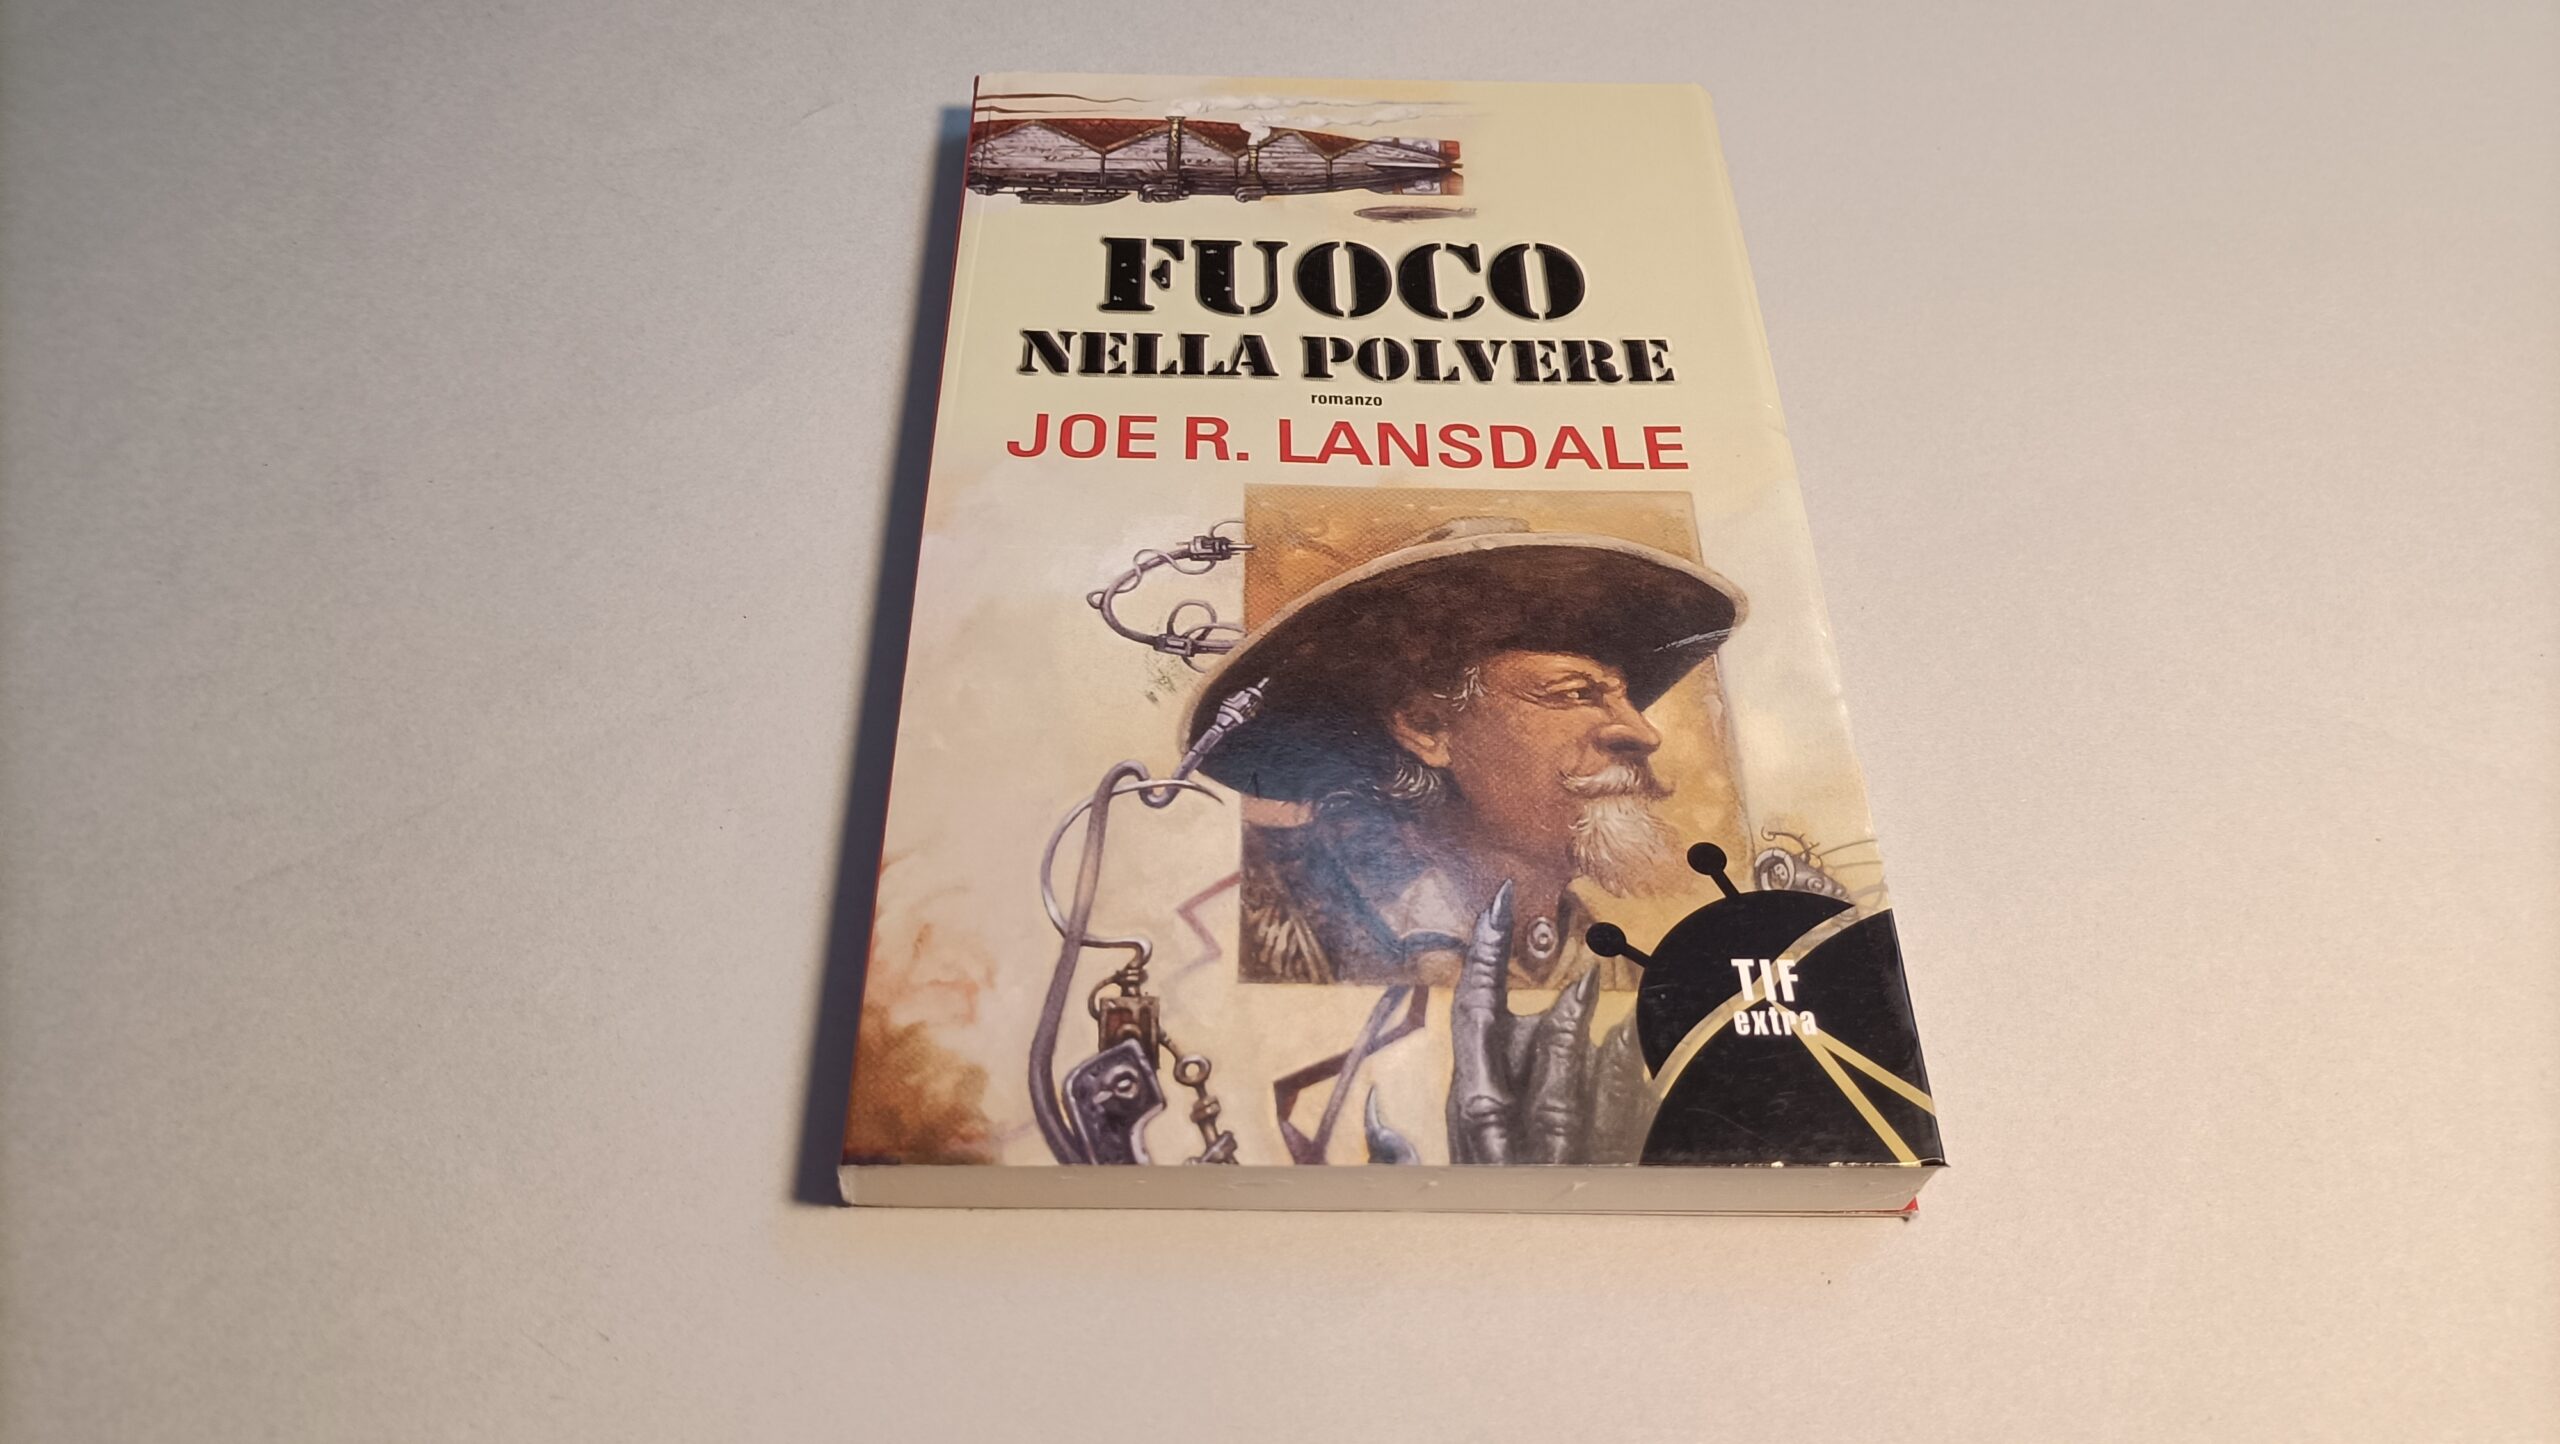 FUOCO
NELLA POLVERE
romanzo
JOE R. LANSDALE
TIF
extra